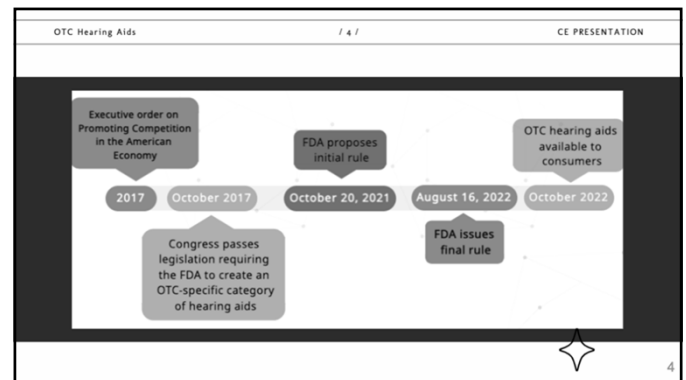 OTC Hearing Aids
/ 4 /
CE PRESENTATION
Executive order on
Promoting Competition
in the American
Economy
FDA proposes
initial rule
OTC hearing aids
available to
consumers
2017
October 2017
October 20, 2021
August 16, 2022
October 2022
Congress passes
legislation requiring
the FDA to create an
OTC-specific category
of hearing aids
FDA issues
final rule
4